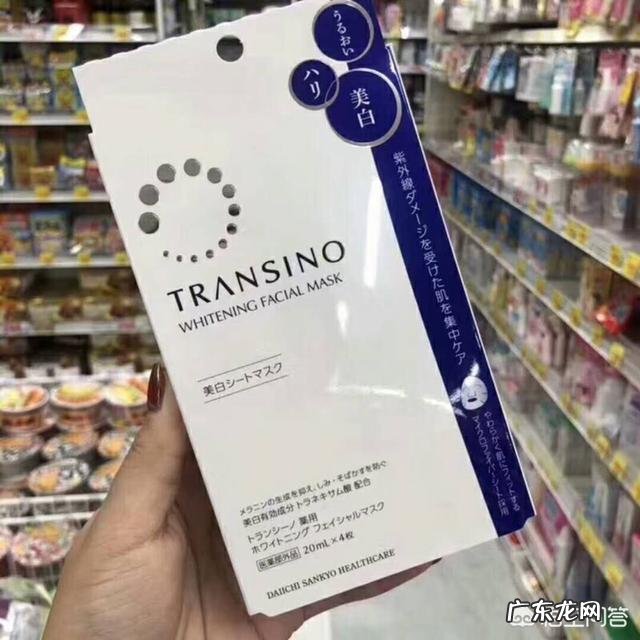 うるおい
ハリ
美白
紫外線ダメージを受けた肌を集中ケア
TRANSINO
WHITENING FACIAL MASK
美白シートマスク
やわらかく肌にフィットする
マイクロファイバーシート採用
メラニンの生成を抑え、しみ・そばかすを防ぐ
美白有効成分 トラネキサム酸 配合
トランシーノ 薬用
ホワイトニング フェイシャルマスク
医薬部外品 20mL×4枚
DAIICHI SANKYO HEALTHCARE
广东龙网